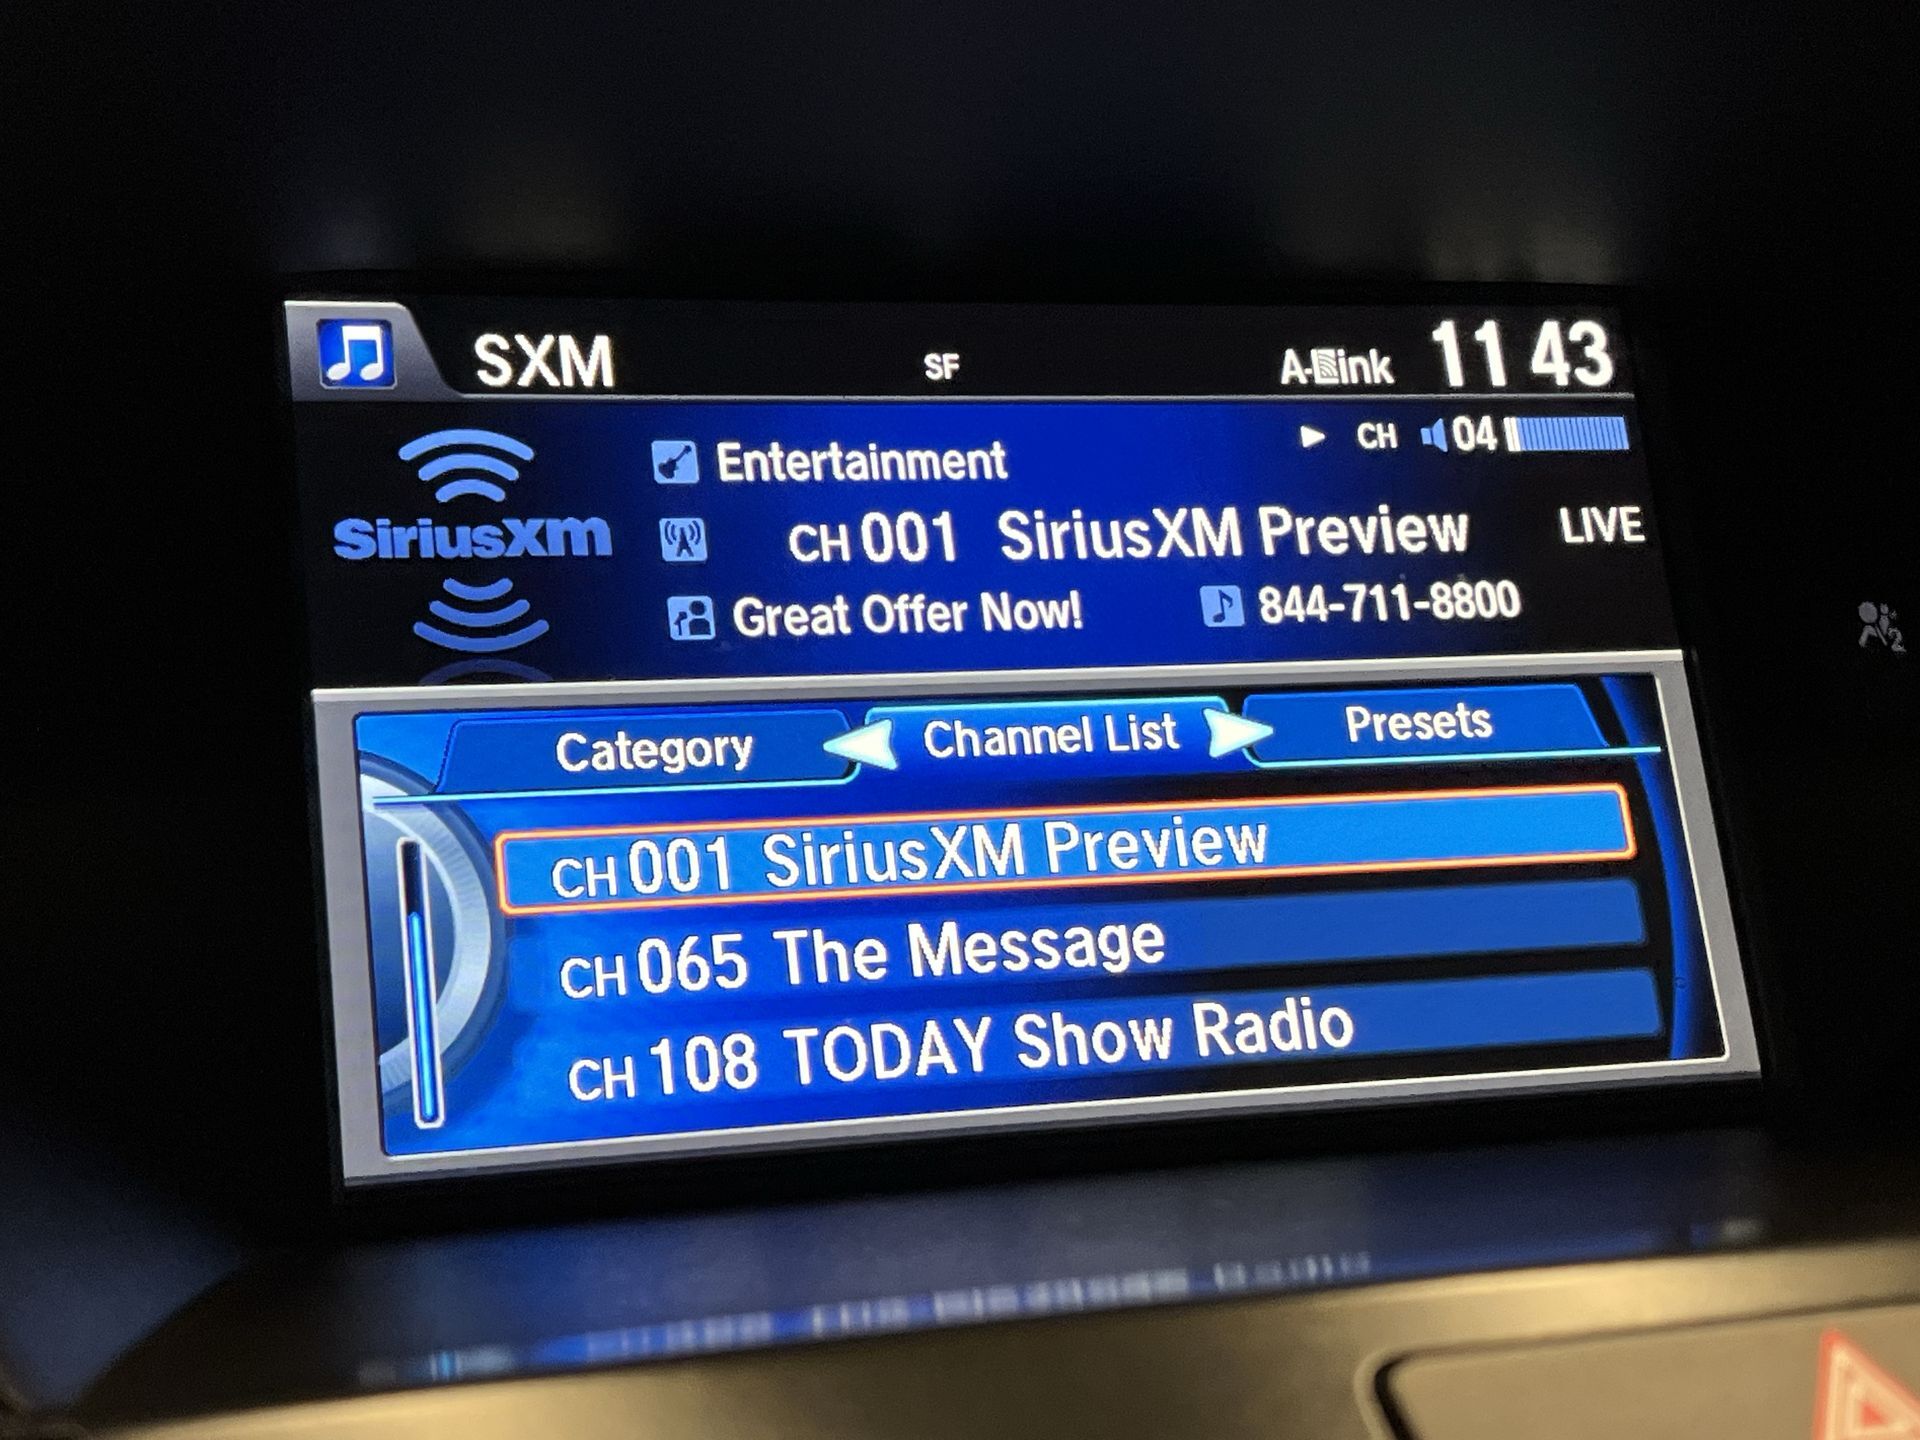 SXM SF A-Link 11 43
Entertainment CH 04
SiriusXM CH 001 SiriusXM Preview LIVE
Great Offer Now! 844-711-8800
Category Channel List Presets
CH 001 SiriusXM Preview
CH 065 The Message
CH 108 TODAY Show Radio
2